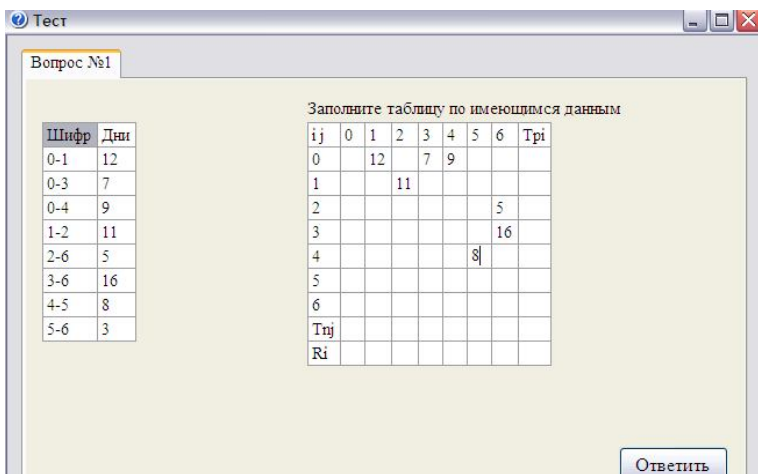 Тест
Вопрос №1
Заполните таблицу по имеющимся данным
Шифр Дни
0-1 12
0-3 7
0-4 9
1-2 11
2-6 5
3-6 16
4-5 8
5-6 3
i j 0 1 2 3 4 5 6 Tpi
0 12 7 9
1 11
2 5
3 16
4 8
5
6
Tnj
Ri
Ответить